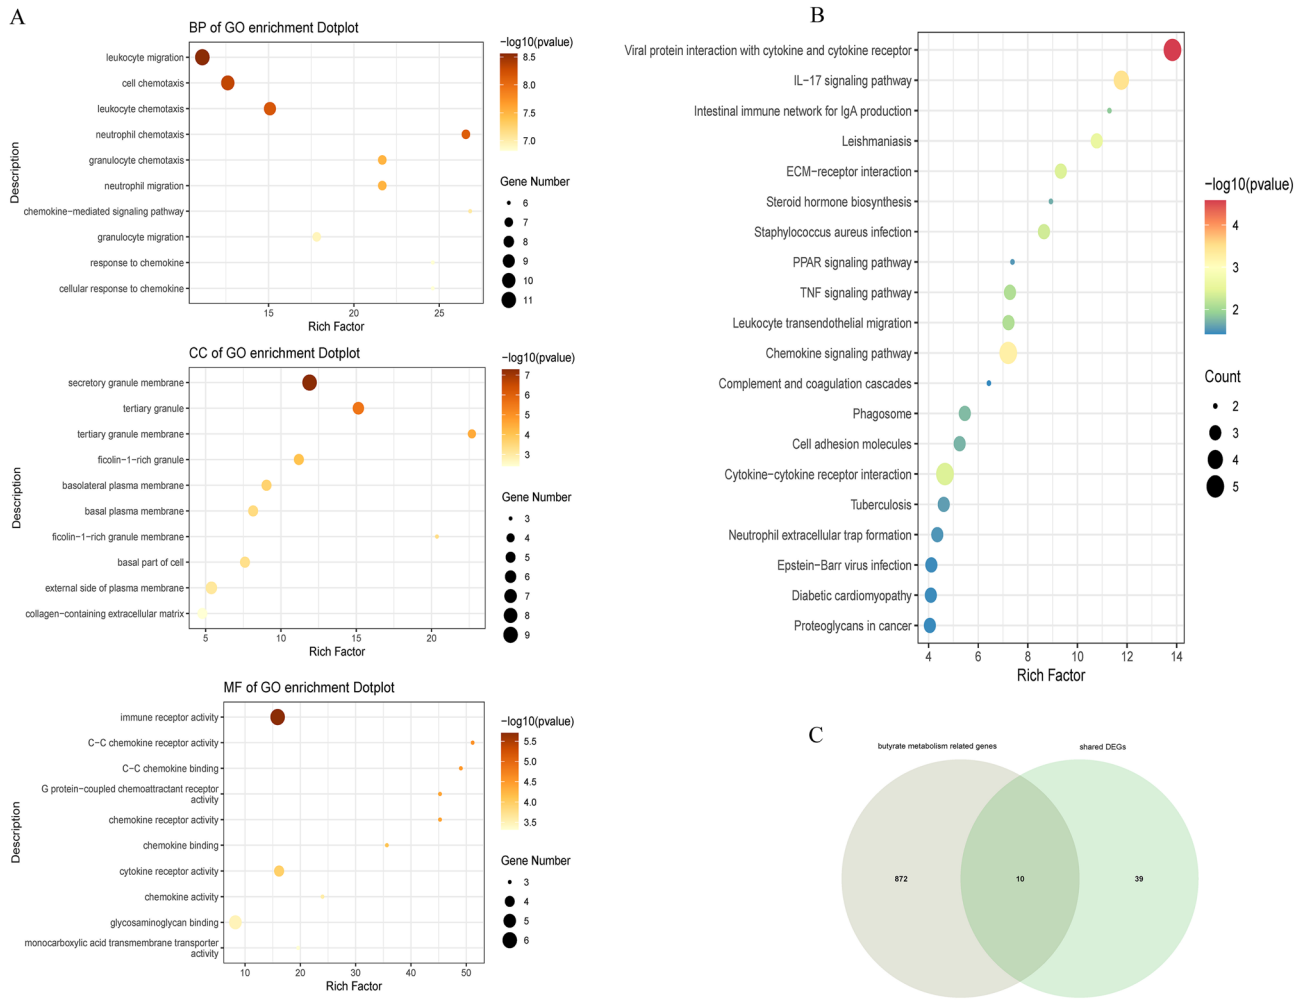 A
BP of GO enrichment Dotplot
Description
leukocyte migration
cell chemotaxis
leukocyte chemotaxis
neutrophil chemotaxis
granulocyte chemotaxis
neutrophil migration
chemokine-mediated signaling pathway
granulocyte migration
response to chemokine
cellular response to chemokine
15 20 25
Rich Factor
−log10(pvalue)
8.5
8.0
7.5
7.0
Gene Number
6
7
8
9
10
11
CC of GO enrichment Dotplot
Description
secretory granule membrane
tertiary granule
tertiary granule membrane
ficolin−1−rich granule
basolateral plasma membrane
basal plasma membrane
ficolin−1−rich granule membrane
basal part of cell
external side of plasma membrane
collagen−containing extracellular matrix
5 10 15 20
Rich Factor
−log10(pvalue)
7
6
5
4
3
Gene Number
3
4
5
6
7
8
9
MF of GO enrichment Dotplot
Description
immune receptor activity
C−C chemokine receptor activity
C−C chemokine binding
G protein−coupled chemoattractant receptor
activity
chemokine receptor activity
chemokine binding
cytokine receptor activity
chemokine activity
glycosaminoglycan binding
monocarboxylic acid transmembrane transporter
activity
10 20 30 40 50
Rich Factor
−log10(pvalue)
5.5
5.0
4.5
4.0
3.5
Gene Number
3
4
5
6
B
Viral protein interaction with cytokine and cytokine receptor
IL−17 signaling pathway
Intestinal immune network for IgA production
Leishmaniasis
ECM−receptor interaction
Steroid hormone biosynthesis
Staphylococcus aureus infection
PPAR signaling pathway
TNF signaling pathway
Leukocyte transendothelial migration
Chemokine signaling pathway
Complement and coagulation cascades
Phagosome
Cell adhesion molecules
Cytokine−cytokine receptor interaction
Tuberculosis
Neutrophil extracellular trap formation
Epstein−Barr virus infection
Diabetic cardiomyopathy
Proteoglycans in cancer
4 6 8 10 12 14
Rich Factor
−log10(pvalue)
4
3
2
Count
2
3
4
5
C
butyrate metabolism related genes
shared DEGs
872 10 39